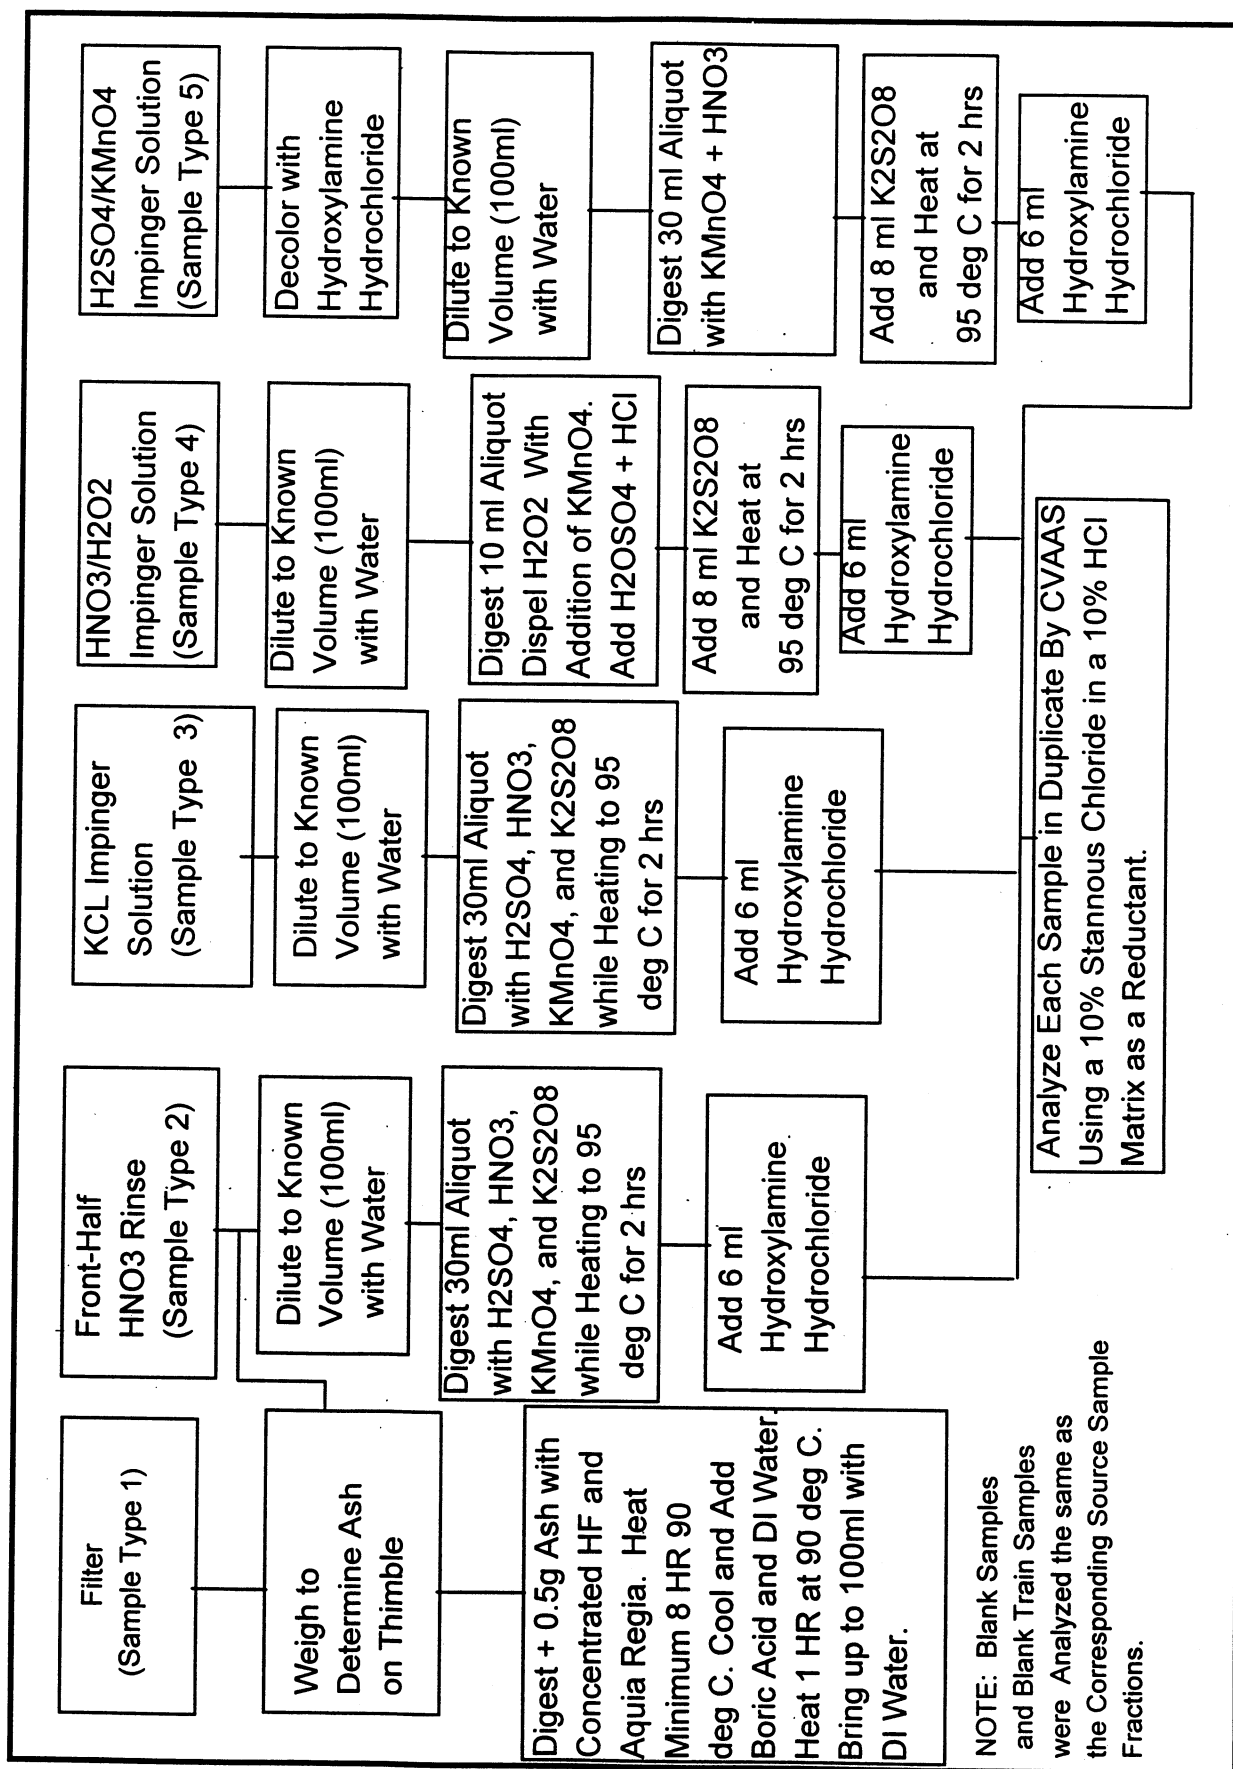 Filter
(Sample Type 1)
Weigh to
Determine Ash
on Thimble
Digest + 0.5g Ash with
Concentrated HF and
Aquia Regia. Heat
Minimum 8 HR 90
deg C. Cool and Add
Boric Acid and DI Water.
Heat 1 HR at 90 deg C.
Bring up to 100ml with
DI Water.
Front-Half
HNO3 Rinse
(Sample Type 2)
Dilute to Known
Volume (100ml)
with Water
Digest 30ml Aliquot
with H2SO4, HNO3,
KMnO4, and K2S2O8
while Heating to 95
deg C for 2 hrs
Add 6 ml
Hydroxylamine.
Hydrochloride
KCL Impinger
Solution
(Sample Type 3)
Dilute to Known
Volume (100ml)
with Water
Digest 30ml Aliquot
with H2SO4, HNO3,
KMnO4, and K2S2O8
while Heating to 95
deg C for 2 hrs
Add 6 ml
Hydroxylamine
Hydrochloride
HNO3/H2O2
Impinger Solution
(Sample Type 4)
Dilute to Known
Volume (100ml)
with Water
Digest 10 ml Aliquot
Dispel H2O2 With
Addition of KMnO4.
Add H2OSO4 + HCl
Add 8 ml K2S2O8
and Heat at
95 deg C for 2 hrs
Add 6 ml
Hydroxylamine
Hydrochloride
H2SO4/KMnO4
Impinger Solution
(Sample Type 5)
Decolor with
Hydroxylamine
Hydrochloride
Dilute to Known
Volume (100ml)
with Water
Digest 30 ml Aliquot
with KMnO4 + HNO3
Add 8 ml K2S2O8
and Heat at
95 deg C for 2 hrs
Add 6 ml
Hydroxylamine
Hydrochloride
Analyze Each Sample in Duplicate By CVAAS
Using a 10% Stannous Chloride in a 10% HCl
Matrix as a Reductant.
NOTE: Blank Samples
and Blank Train Samples
were Analyzed the same as
the Corresponding Source Sample
Fractions.